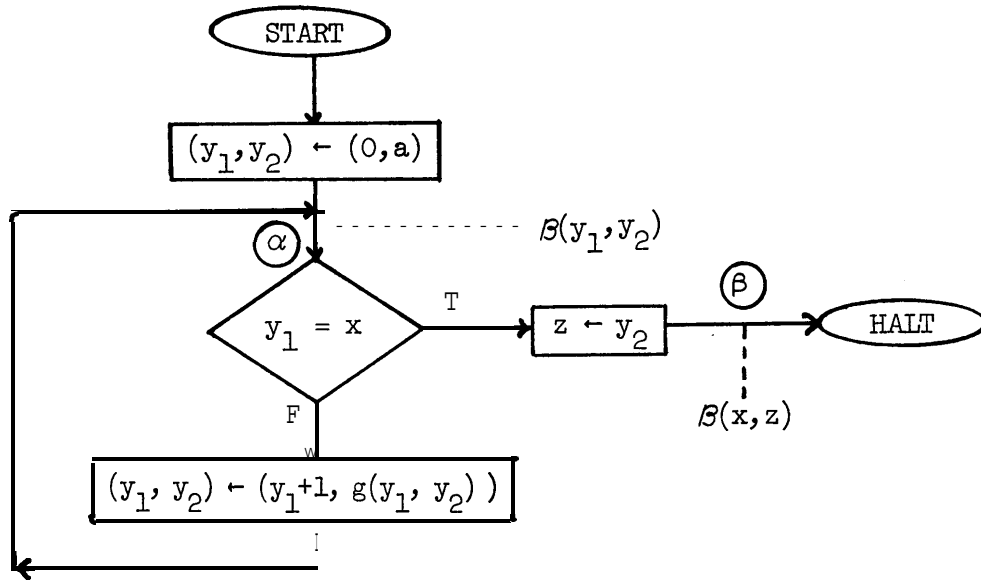 START
(y₁,y₂) ← (0,a)
α
β(y₁,y₂)
y₁ = x
T
z ← y₂
β
HALT
β(x,z)
F
(y₁, y₂) ← (y₁+1, g(y₁, y₂) )